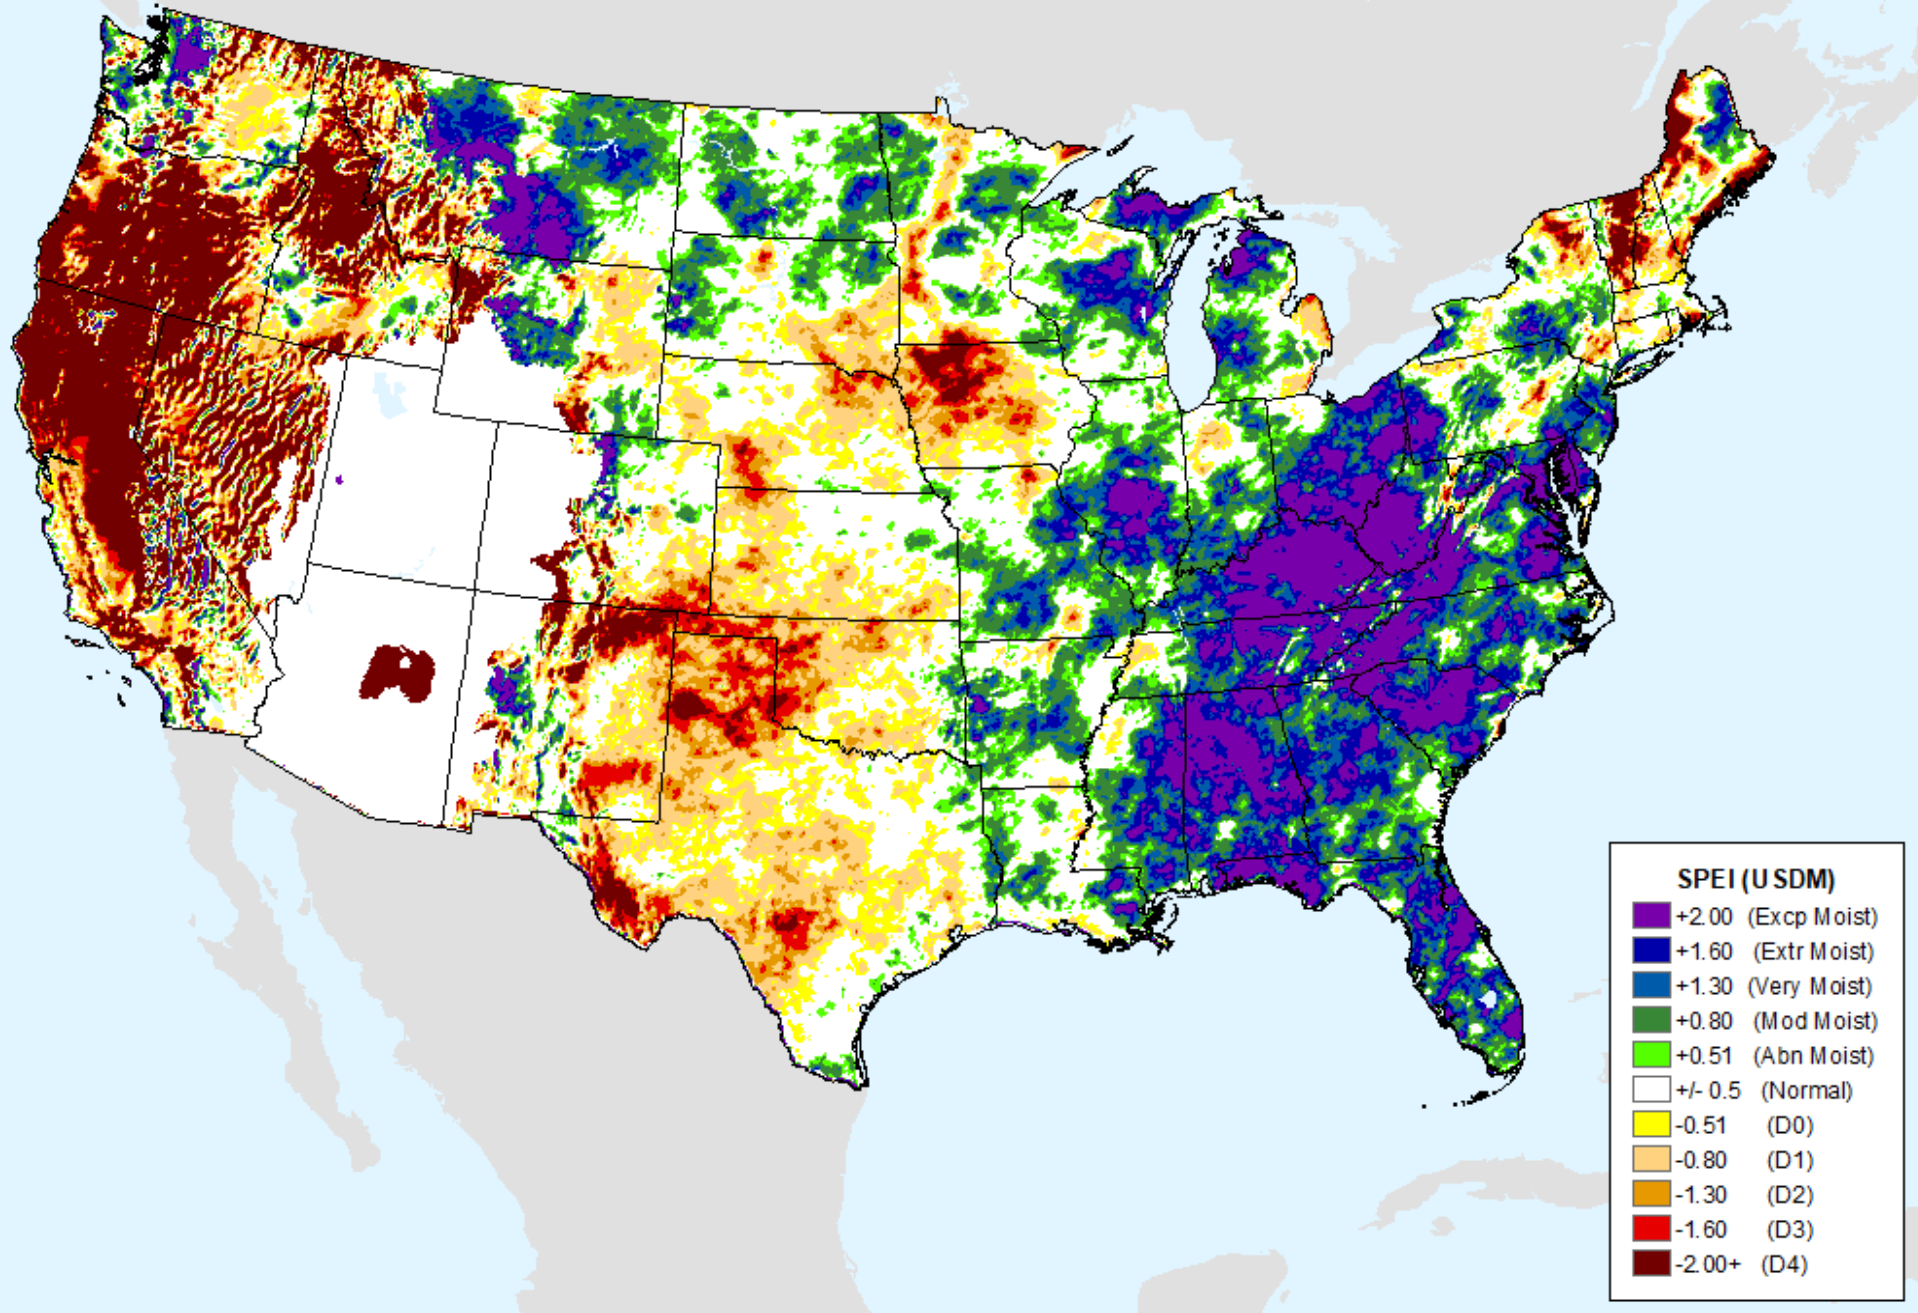 SPEI (USDM)
+2.00 (Excp Moist)
+1.60 (Extr Moist)
+1.30 (Very Moist)
+0.80 (Mod Moist)
+0.51 (Abn Moist)
+/- 0.5 (Normal)
-0.51 (D0)
-0.80 (D1)
-1.30 (D2)
-1.60 (D3)
-2.00+ (D4)